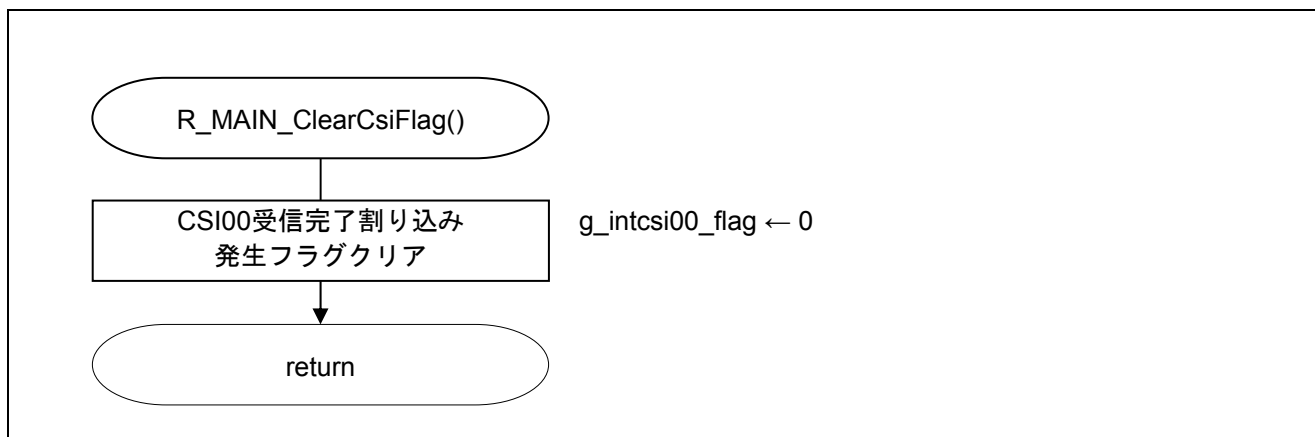 R_MAIN_ClearCsiFlag()
CSI00受信完了割り込み
発生フラグクリア
g_intcsi00_flag ← 0
return